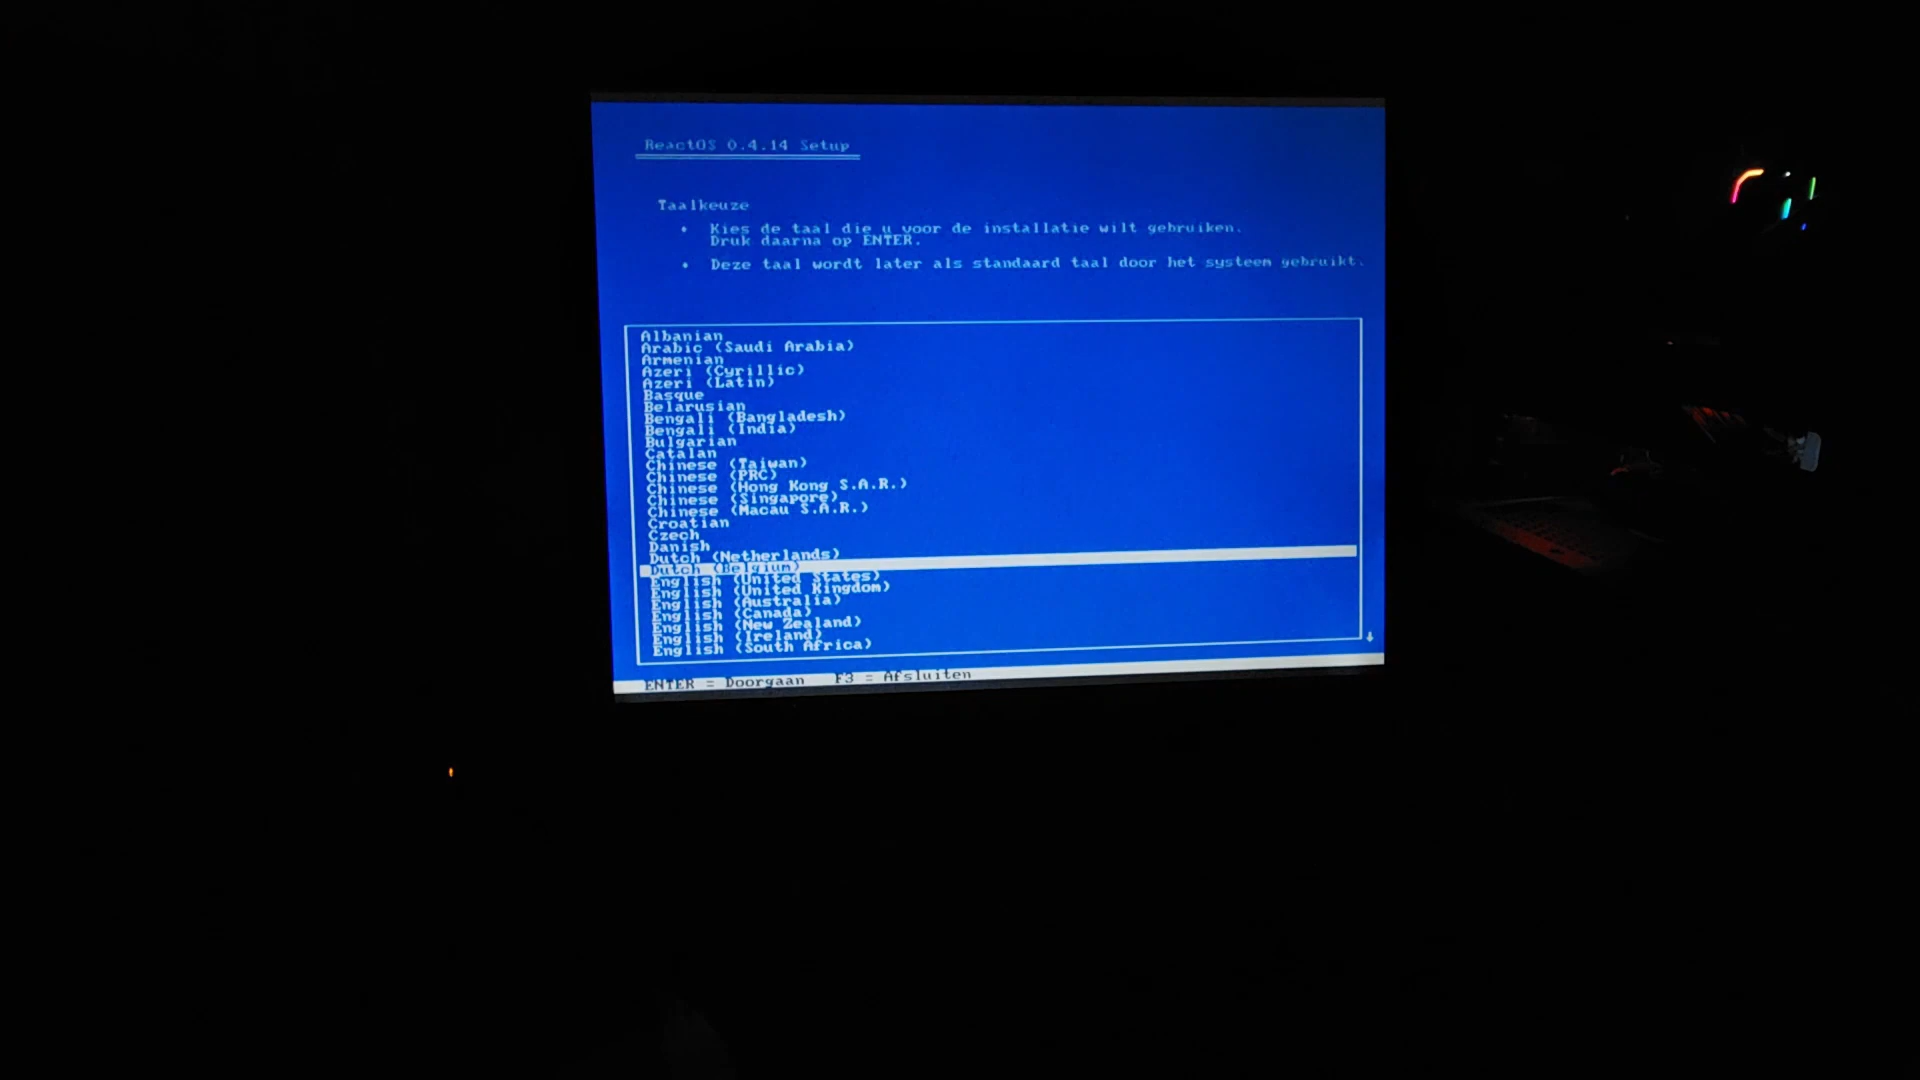 ReactOS 0.4.14 Setup
Taalkeuze
• Kies de taal die u voor de installatie wilt gebruiken.
Druk daarna op ENTER.
• Deze taal wordt later als standaard taal door het systeem gebruikt.
Albanian
Arabic (Saudi Arabia)
Armenian
Azeri (Cyrillic)
Azeri (Latin)
Basque
Belarusian
Bengali (Bangladesh)
Bengali (India)
Bulgarian
Catalan
Chinese (Taiwan)
Chinese (PRC)
Chinese (Hong Kong S.A.R.)
Chinese (Singapore)
Chinese (Macau S.A.R.)
Croatian
Czech
Danish
Dutch (Netherlands)
Dutch (Belgium)
English (United States)
English (United Kingdom)
English (Australia)
English (Canada)
English (New Zealand)
English (Ireland)
English (South Africa)
ENTER = Doorgaan F3 = Afsluiten